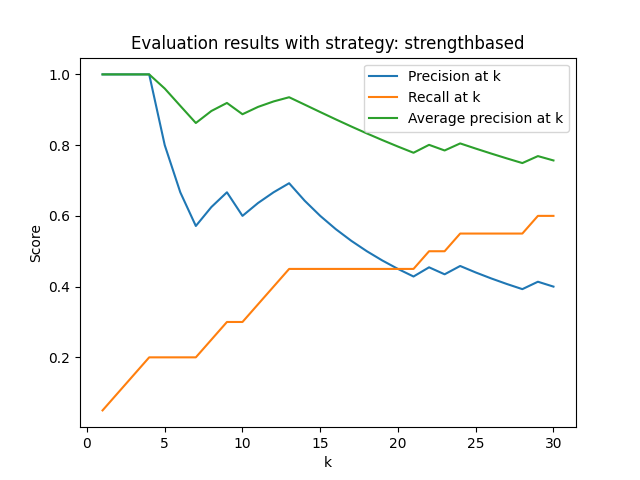 Evaluation results with strategy: strengthbased
Precision at k
Recall at k
Average precision at k
Score
1.0
0.8
0.6
0.4
0.2
0 5 10 15 20 25 30
k